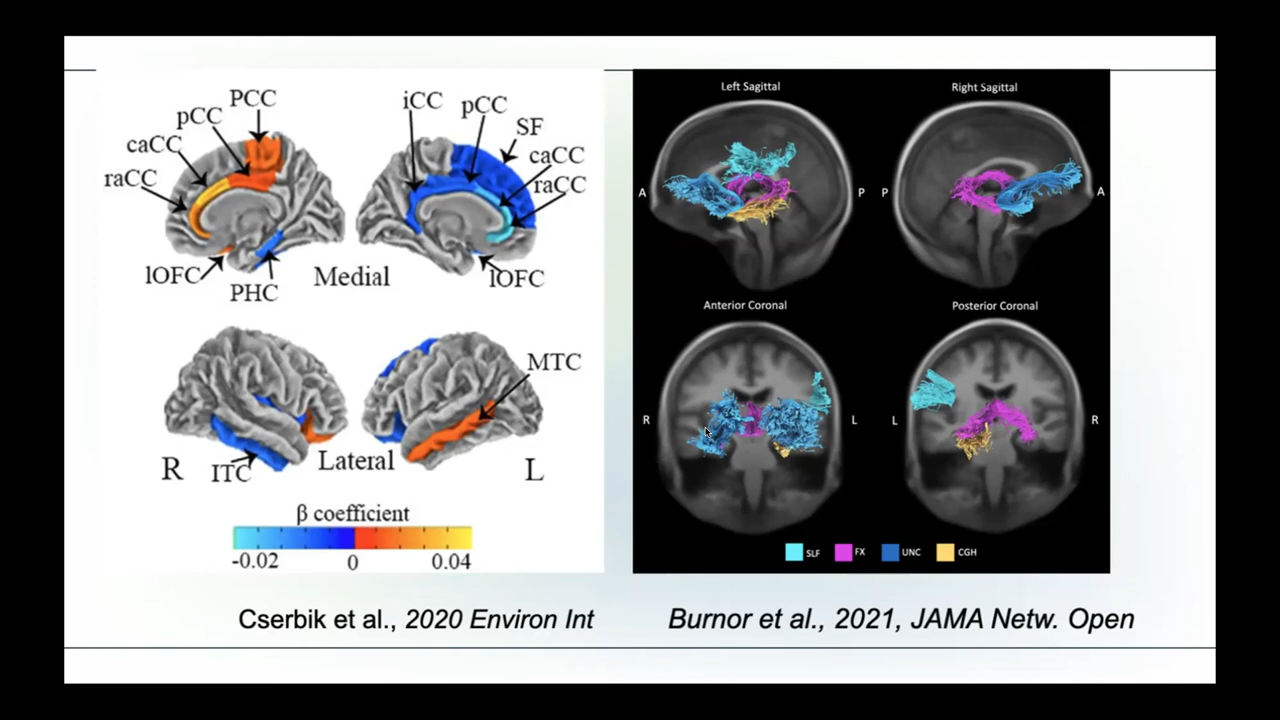 PCC
pCC
caCC
raCC
lOFC
PHC
Medial
iCC
pCC
SF
caCC
raCC
lOFC
MTC
R
ITC
Lateral
L
β coefficient
-0.02 0 0.04
Cserbik et al., 2020 Environ Int
Left Sagittal
Right Sagittal
A
P
P
A
Anterior Coronal
Posterior Coronal
R
L
L
R
SLF FX UNC CGH
Burnor et al., 2021, JAMA Netw. Open